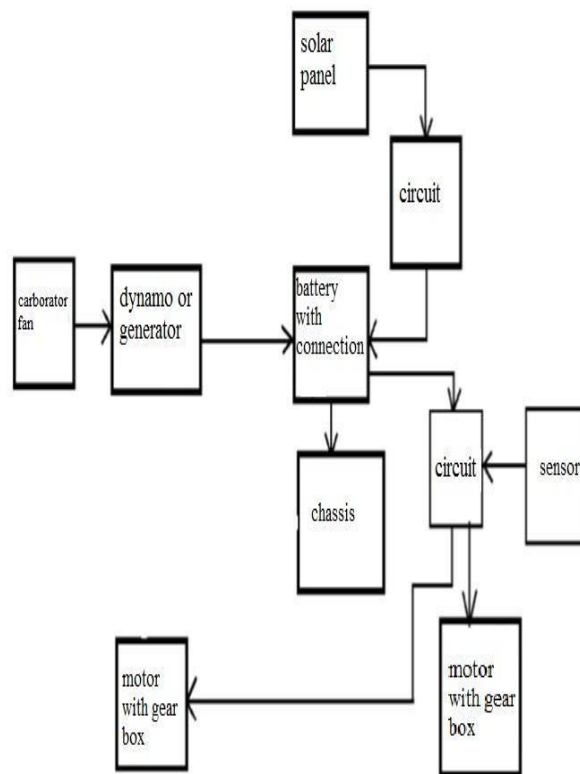 solar
panel
circuit
carborator
fan
dynamo or
generator
battery
with
connection
circuit
sensor
chassis
motor
with gear
box
motor
with gear
box